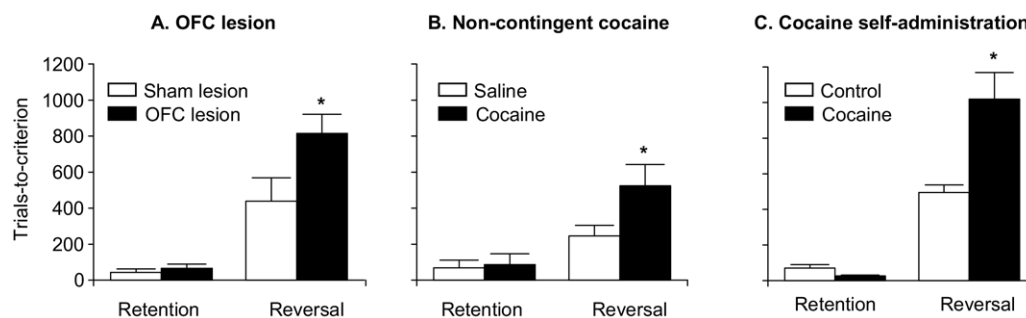 A. OFC lesion
B. Non-contingent cocaine
C. Cocaine self-administration
Trials-to-criterion
1200
1000
800
600
400
200
0
Sham lesion
OFC lesion
*
Retention
Reversal
Saline
Cocaine
*
Retention
Reversal
Control
Cocaine
*
Retention
Reversal